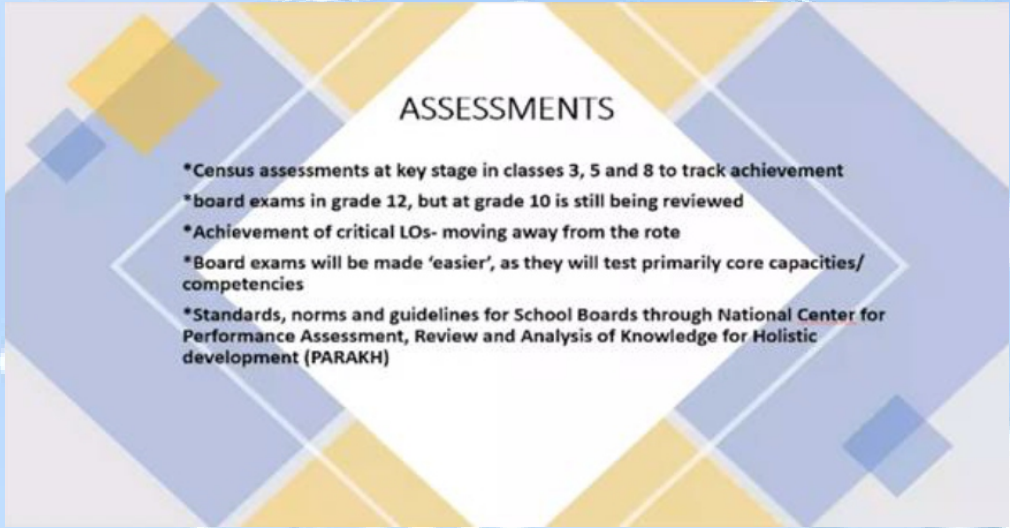 ASSESSMENTS
*Census assessments at key stage in classes 3, 5 and 8 to track achievement
*board exams in grade 12, but at grade 10 is still being reviewed
*Achievement of critical LOs- moving away from the rote
*Board exams will be made ‘easier’, as they will test primarily core capacities/
competencies
*Standards, norms and guidelines for School Boards through National Center for
Performance Assessment, Review and Analysis of Knowledge for Holistic
development (PARAKH)